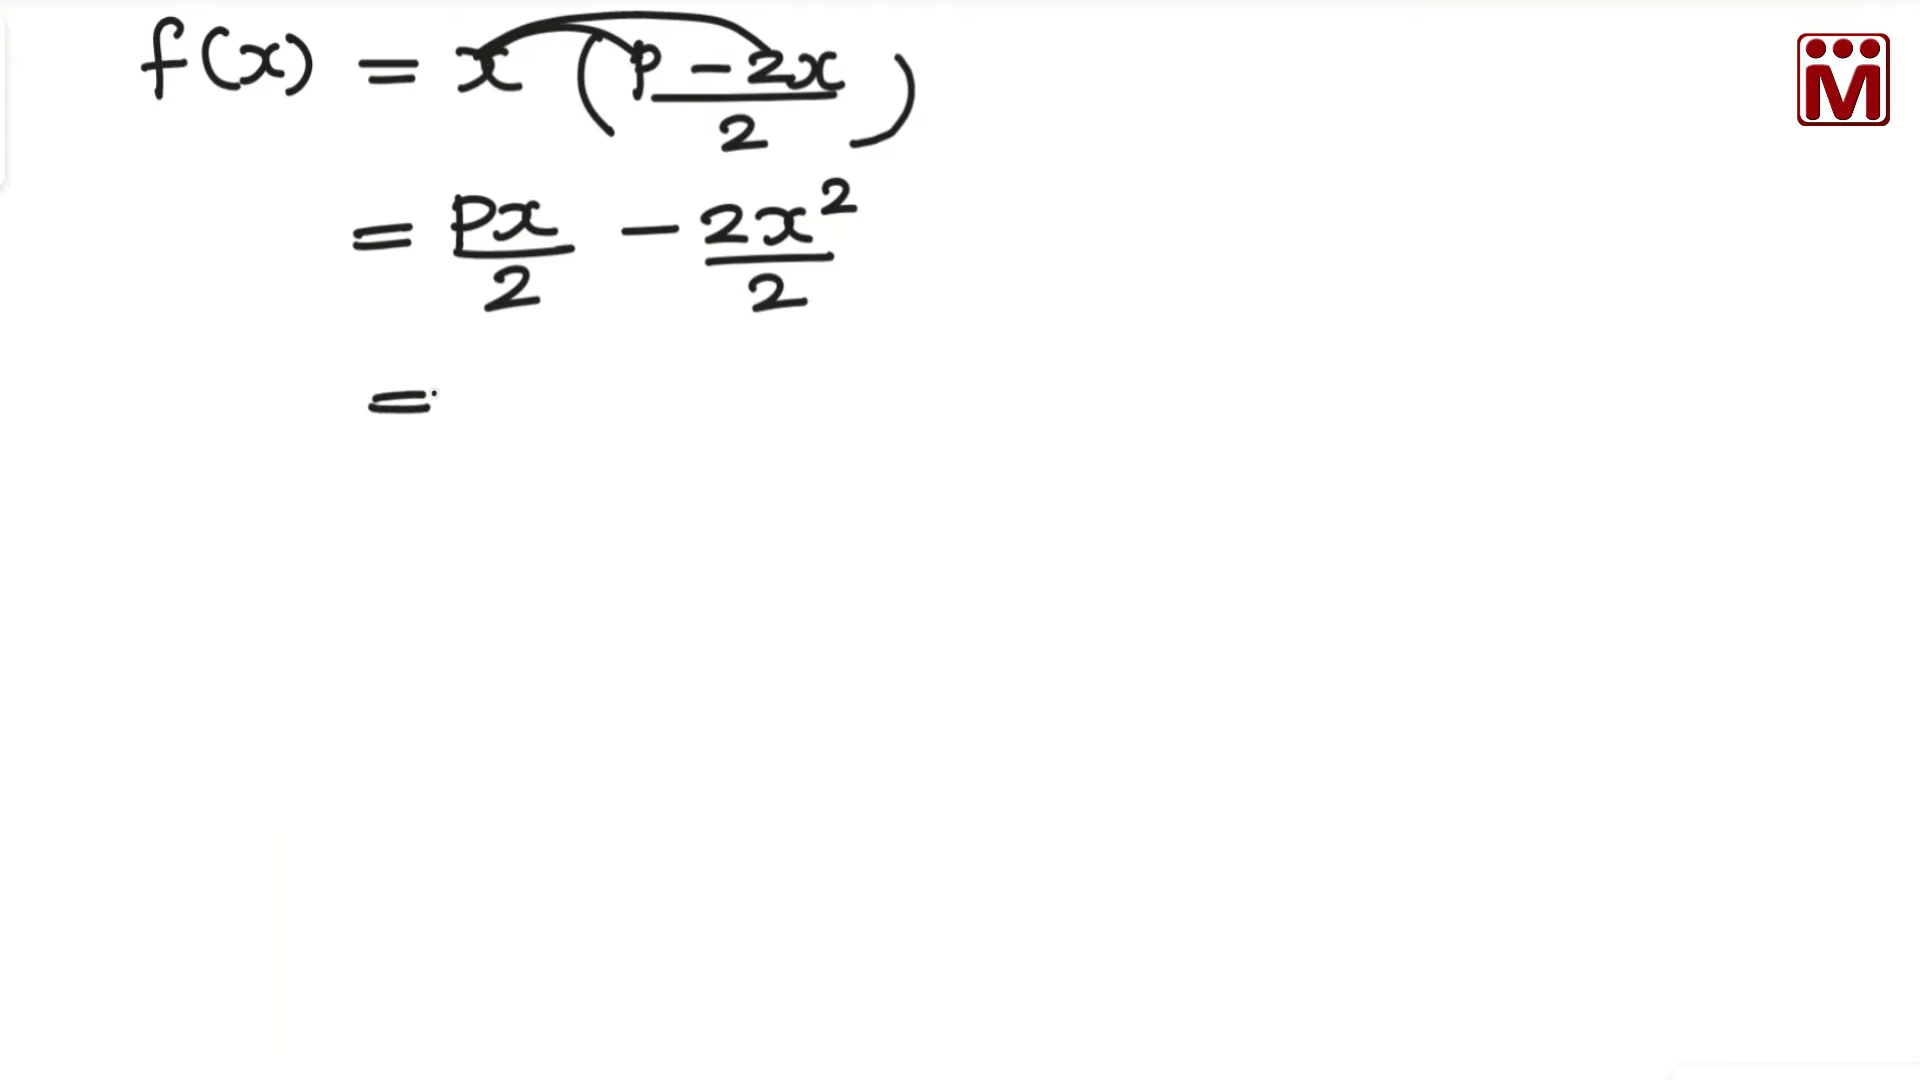 f(x) = x (p - 2x / 2)
= px/2 - 2x²/2
=
M